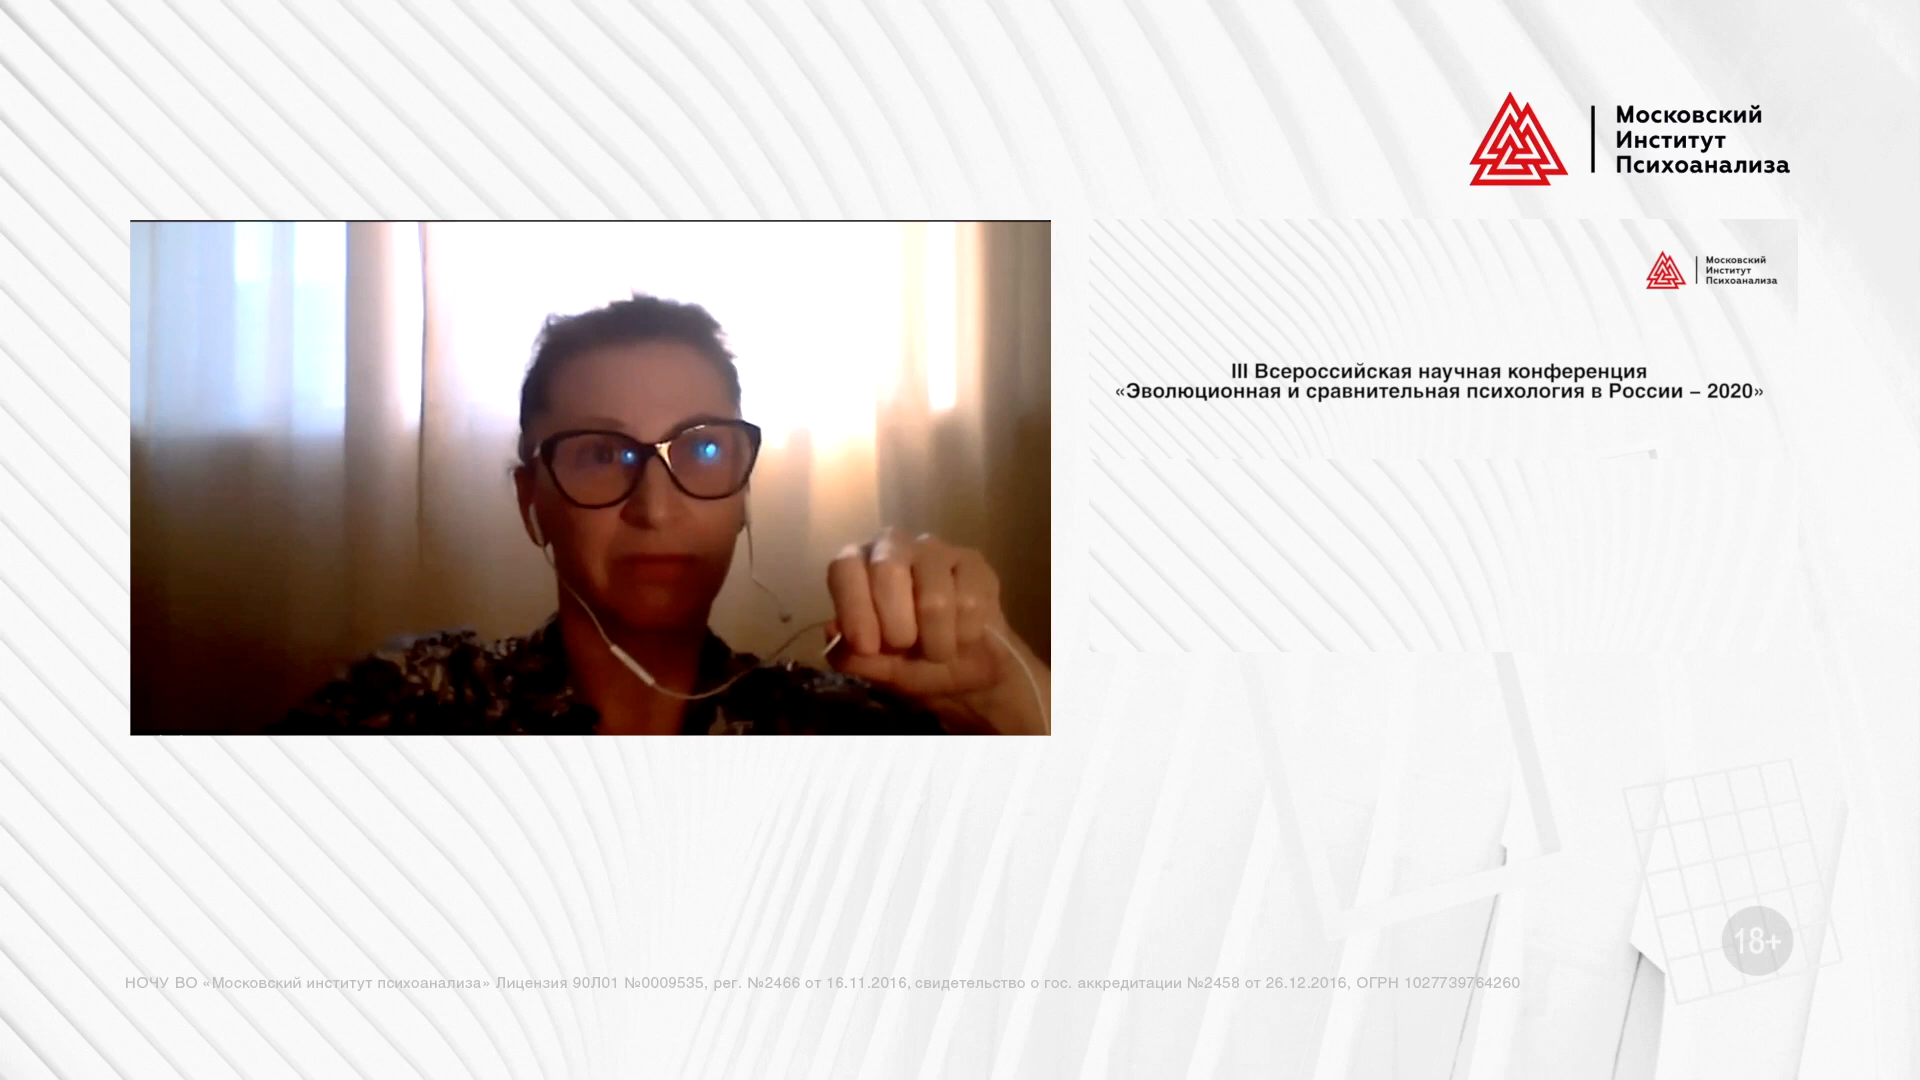 Московский
Институт
Психоанализа
Московский
Институт
Психоанализа
III Всероссийская научная конференция
«Эволюционная и сравнительная психология в России – 2020»
18+
НОЧУ ВО «Московский институт психоанализа» Лицензия 90Л01 №0009535, рег. №2466 от 16.11.2016, свидетельство о гос. аккредитации №2458 от 26.12.2016, ОГРН 1027739764260